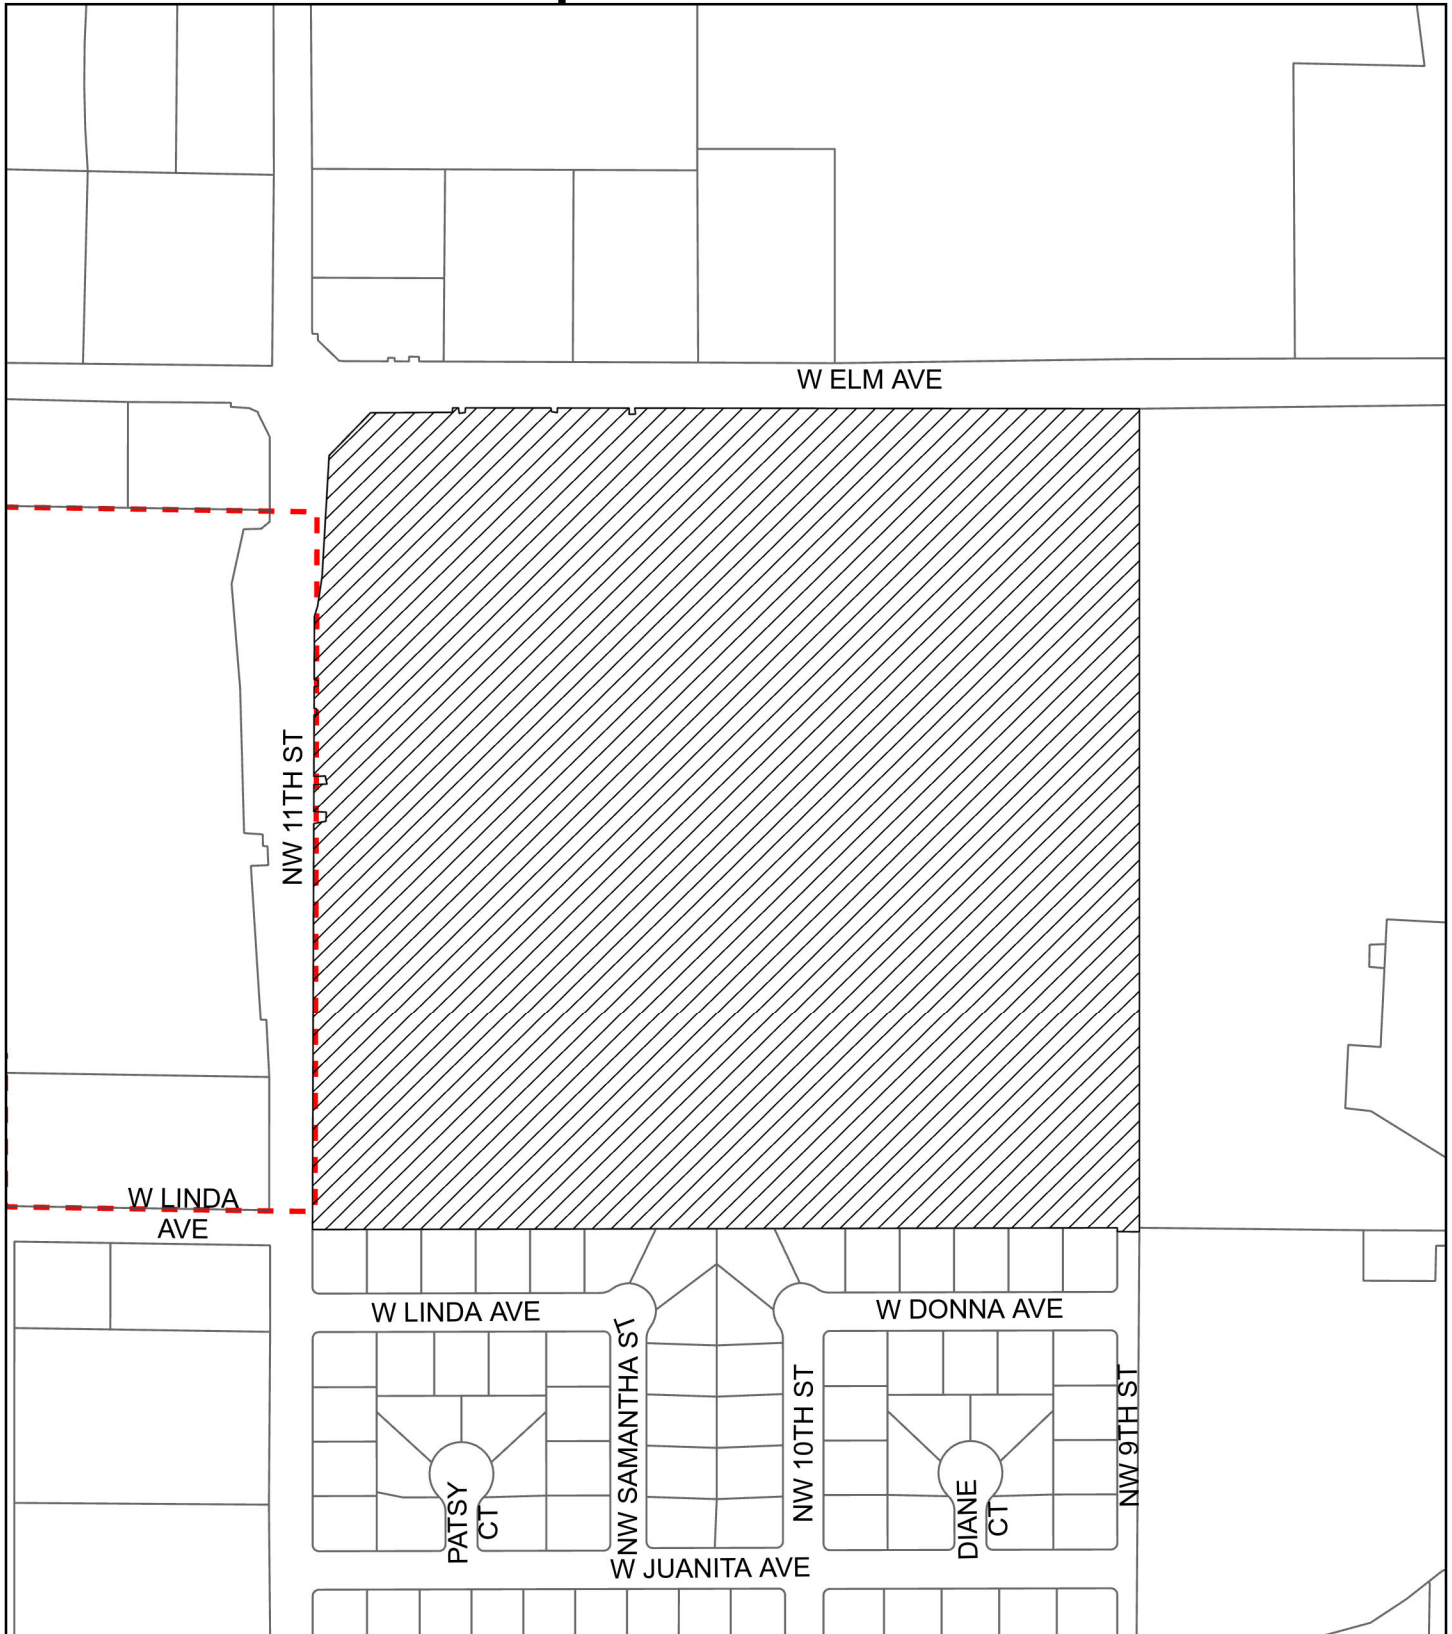 W ELM AVE
NW 11TH ST
W LINDA
AVE
W LINDA AVE
W DONNA AVE
NW SAMANTHA ST
NW 10TH ST
NW 9TH ST
PATSY
CT
DIANE
CT
W JUANITA AVE